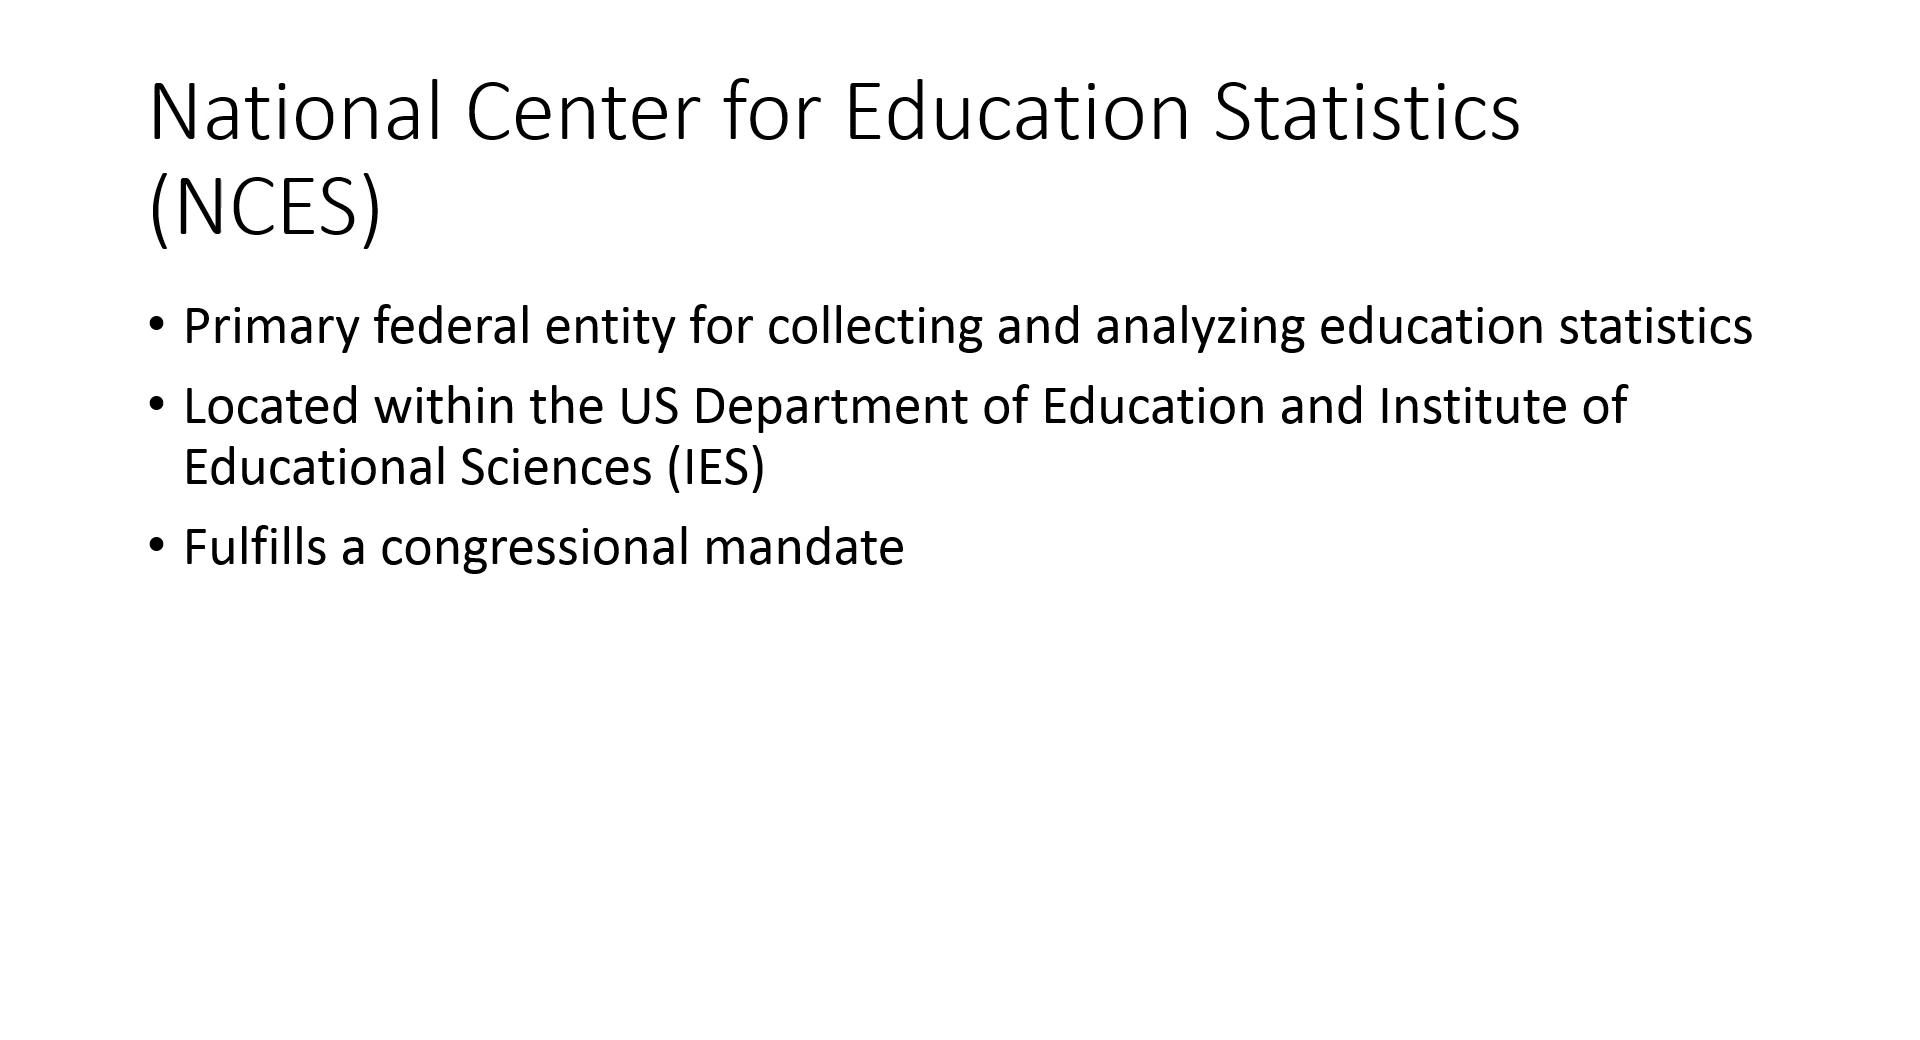 National Center for Education Statistics
(NCES)
• Primary federal entity for collecting and analyzing education statistics
• Located within the US Department of Education and Institute of
Educational Sciences (IES)
• Fulfills a congressional mandate